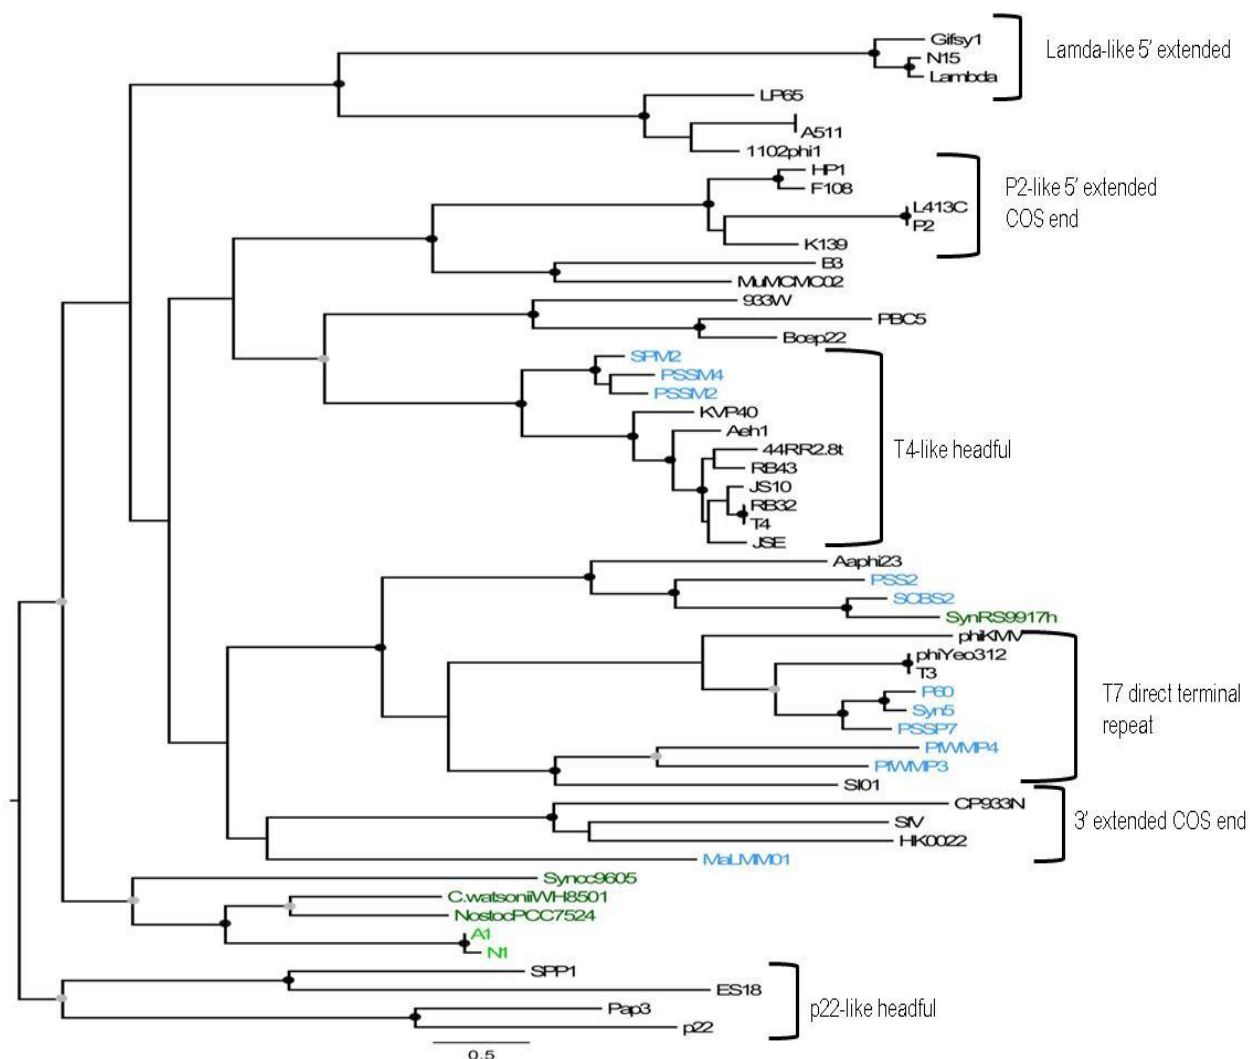 Gifsy1
Lamda-like 5' extended
N15
Lambda
LP65
A511
1102phi1
HP1
F108
P2-like 5' extended
COS end
L413C
P2
K139
B3
MuMCMC02
933W
PBC5
Bcep22
SPM2
PSSM4
PSSM2
KVP40
Aeh1
T4-like headful
44RR2.8t
RB43
JS10
RB32
T4
JSE
Aaphi23
PSS2
SCBS2
SynRS9917h
phiKMV
phiYeo312
T3
T7 direct terminal
repeat
P60
Syn5
PSSP7
PfWMP4
PfWMP3
SI01
CP933N
3' extended COS end
SfV
HK0022
MaLMM01
Syncc9605
C.watsoniiWH8501
NostocPCC7524
A1
N1
SPP1
ES18
Pap3
p22-like headful
p22
0.5